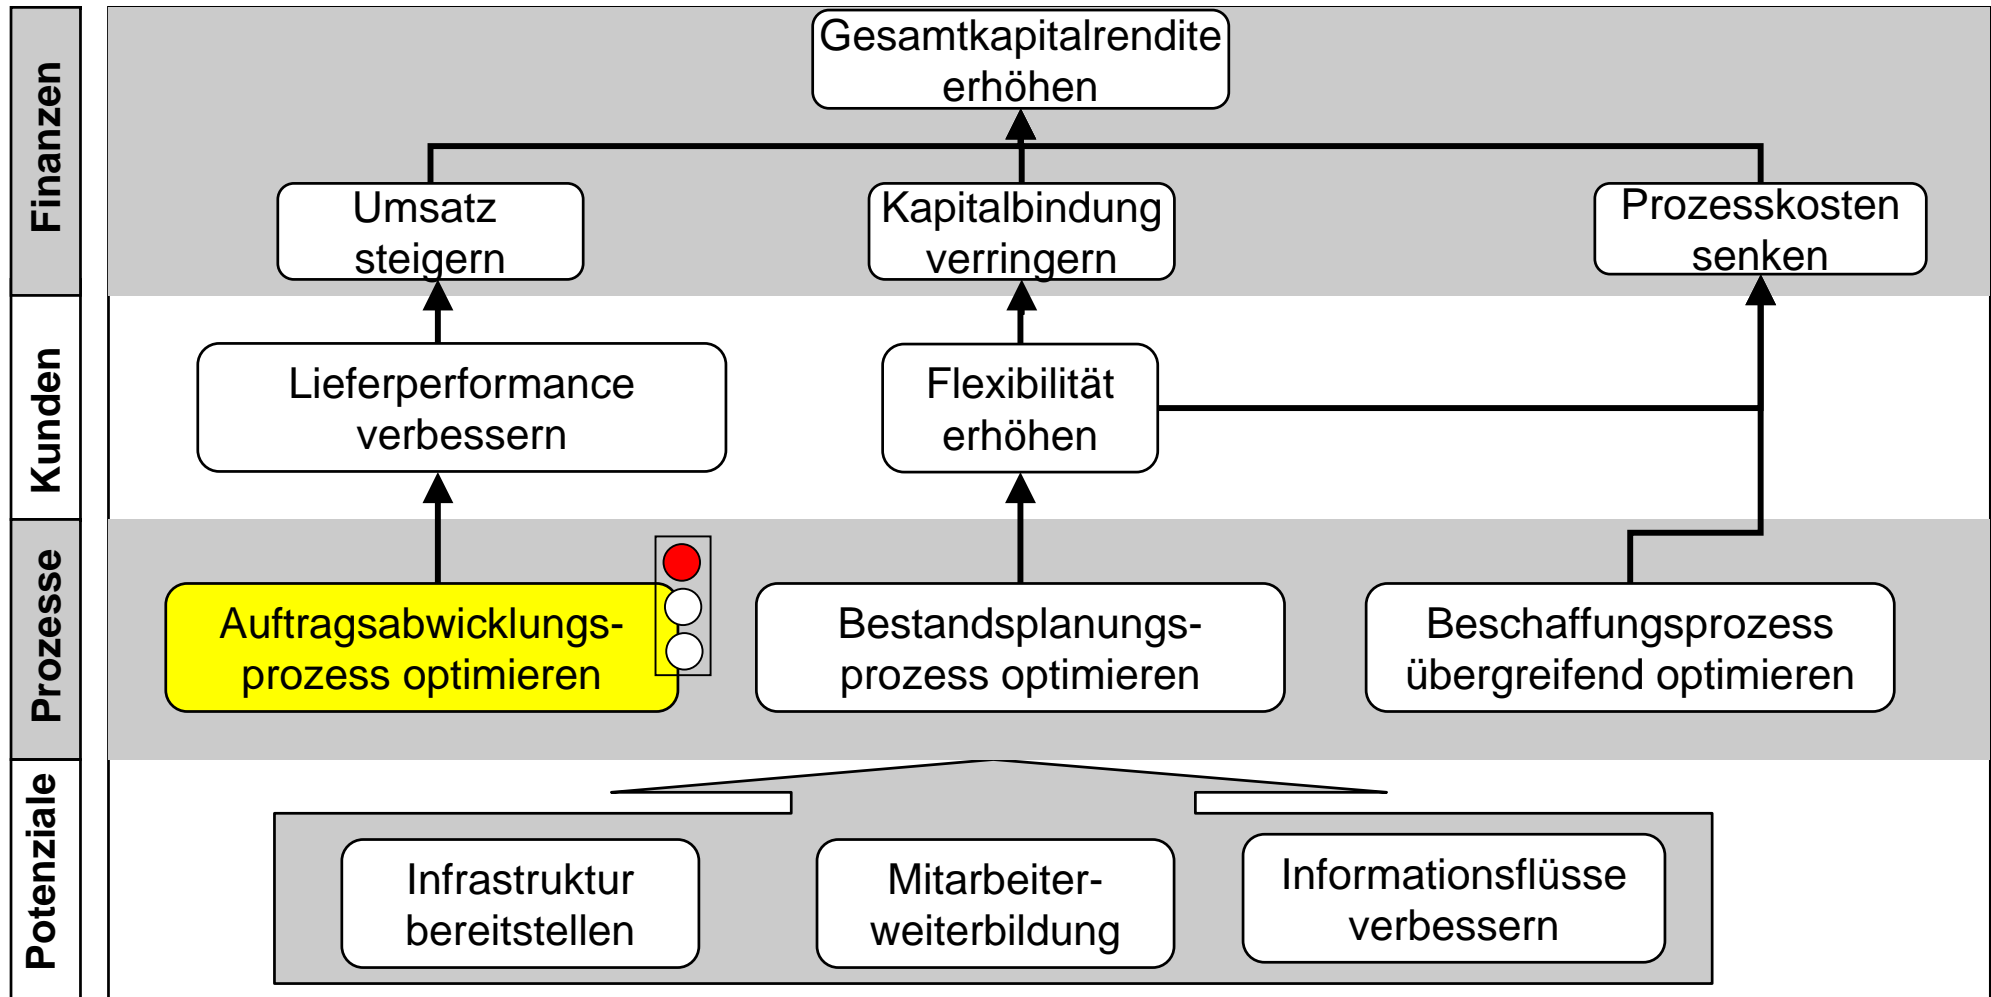 Finanzen
Gesamtkapitalrendite
erhöhen
Umsatz
steigern
Kapitalbindung
verringern
Prozesskosten
senken
Kunden
Lieferperformance
verbessern
Flexibilität
erhöhen
Prozesse
Auftragsabwicklungs-
prozess optimieren
Bestandsplanungs-
prozess optimieren
Beschaffungsprozess
übergreifend optimieren
Potenziale
Infrastruktur
bereitstellen
Mitarbeiter-
weiterbildung
Informationsflüsse
verbessern